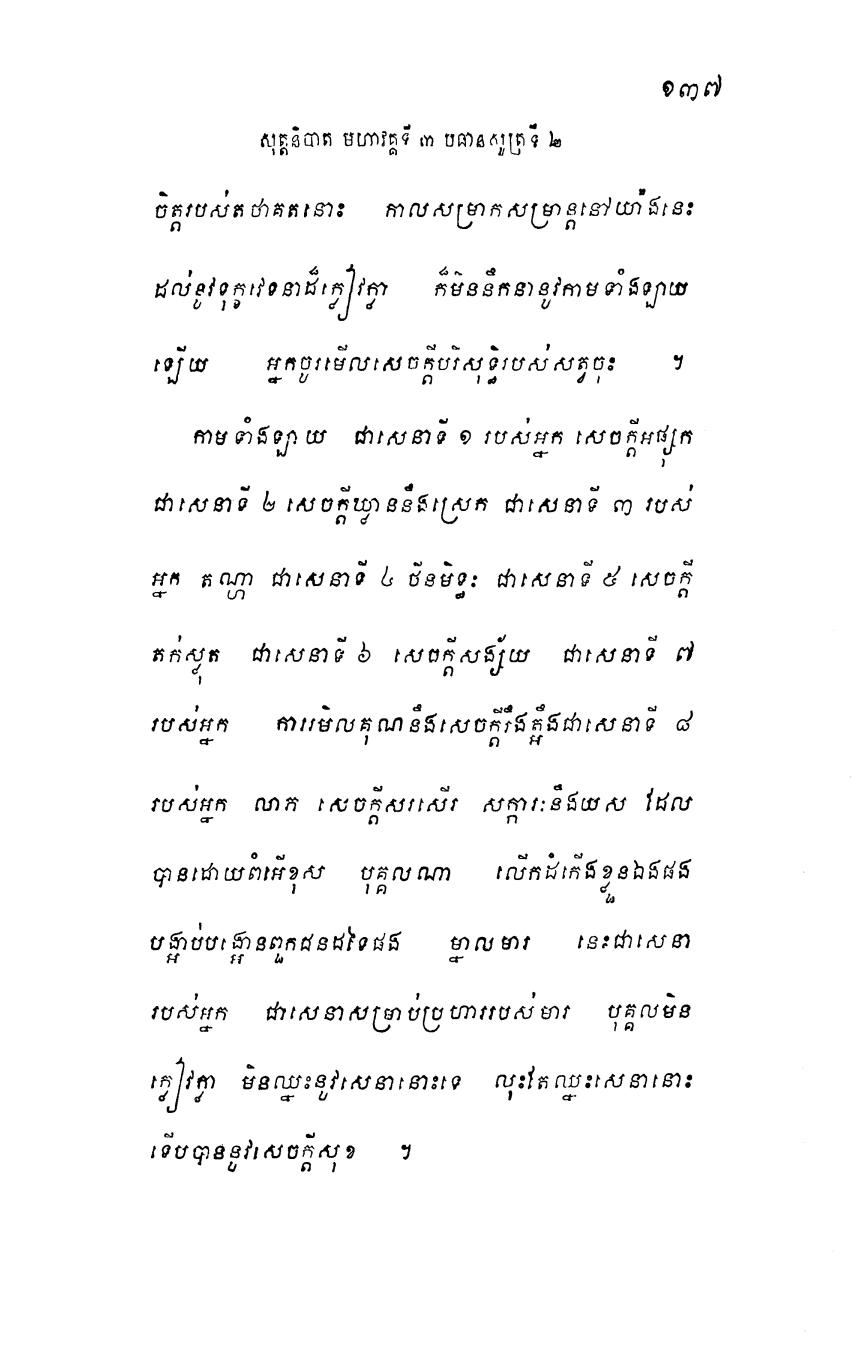 ១៣៧
សុត្តនិបាត មហាវគ្គទី ៣ បធានសូត្រទី ២
ចិត្តរបស់តថាគតនោះ កាលសម្រាកសម្រាន្តនៅយ៉ាងនេះ
ដល់នូវទុក្ខវេទនាដ៏ក្លៀវក្លា ក៏មិននឹកនានូវកាមទាំងឡាយ
ឡើយ អ្នកចូរមើលសេចក្តីបរិសុទ្ធិរបស់សត្វចុះ ។
កាមទាំងឡាយ ជាសេនាទី ១ របស់អ្នក សេចក្តីអផ្សុក
ជាសេនាទី ២ សេចក្តីឃ្លាននឹងស្រេក ជាសេនាទី ៣ របស់
អ្នក តណ្ហា ជាសេនាទី ៤ ថីនមិទ្ធៈ ជាសេនាទី ៥ សេចក្តី
តក់ស្លុត ជាសេនាទី ៦ សេចក្តីសង្ស័យ ជាសេនាទី ៧
របស់អ្នក ការរមិលគុណនឹងសេចក្តីរឹងត្អឹងជាសេនាទី ៨
របស់អ្នក លាភ សេចក្តីសរសើរ សក្ការៈនឹងយស ដែល
បានដោយពំអើខុស បុគ្គលណា លើកដំកើងខ្លួនឯងផង
បង្អាប់បង្អោនពួកជនដទៃផង ម្នាលមារ នេះជាសេនា
របស់អ្នក ជាសេនាសម្រាប់ប្រហាររបស់មារ បុគ្គលមិន
ក្លៀវក្លា មិនឈ្នះនូវសេនានោះទេ លុះតែឈ្នះសេនានោះ
ទើបបាននូវសេចក្តីសុខ ។